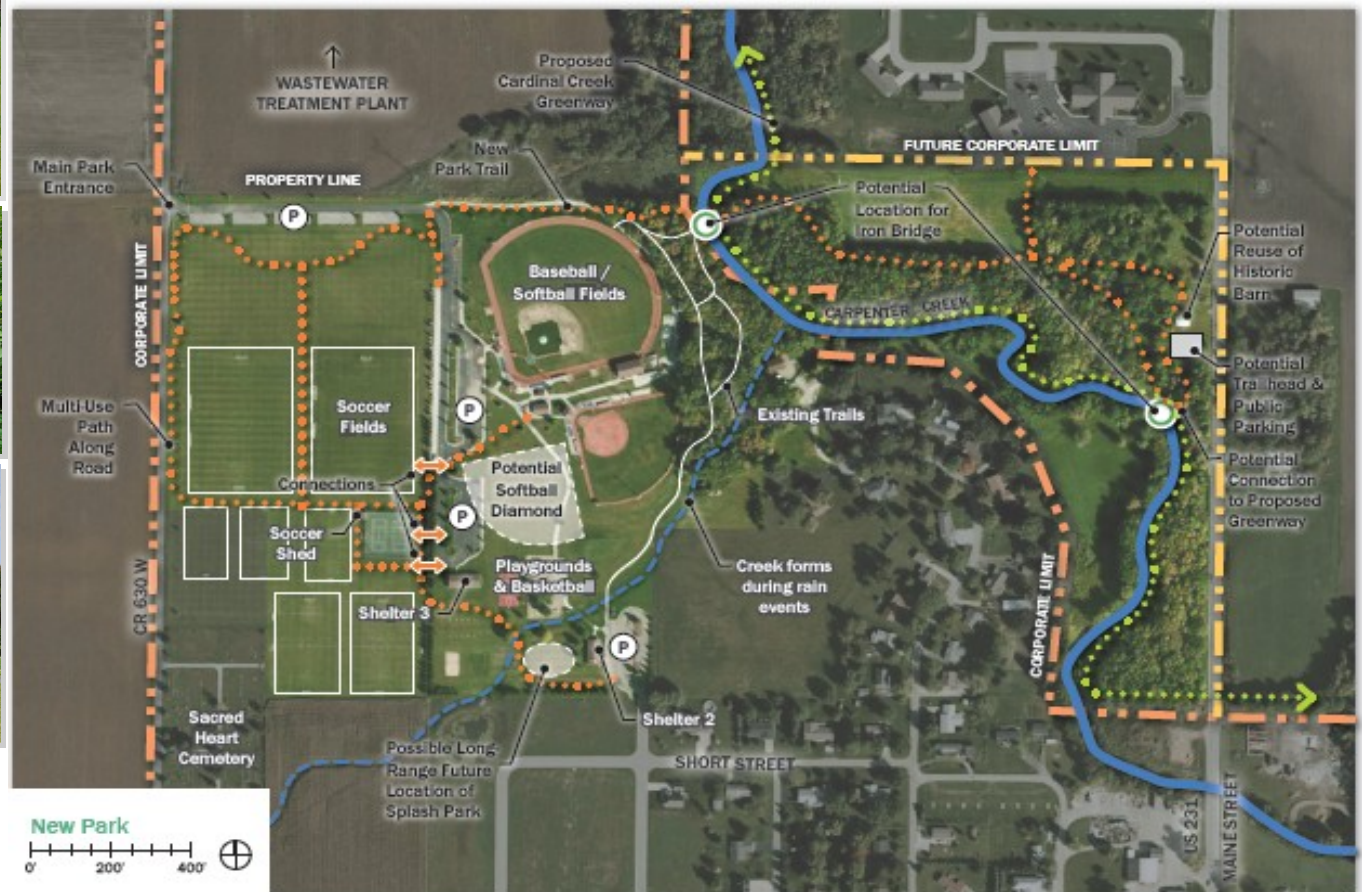 WASTEWATER
TREATMENT PLANT
Proposed
Cardinal Creek
Greenway
New
Park Trail
Main Park
Entrance
PROPERTY LINE
P
FUTURE CORPORATE LIMIT
Potential
Location for
Iron Bridge
Potential
Reuse of
Historic
Barn
CORPORATE LIMIT
Baseball /
Softball Fields
CARPENTER CREEK
Potential
Trailhead &
Public
Parking
Multi-Use
Path
Along
Road
Soccer
Fields
P
Existing Trails
Connections
Potential
Softball
Diamond
Potential
Connection
to Proposed
Greenway
P
Soccer
Shed
Playgrounds
& Basketball
Creek forms
during rain
events
CR 630 W
Shelter 3
CORPORATE LIMIT
P
Sacred
Heart
Cemetery
Shelter 2
Possible Long
Range Future
Location of
Splash Park
SHORT STREET
US 231
MAINE STREET
New Park
0' 200' 400'